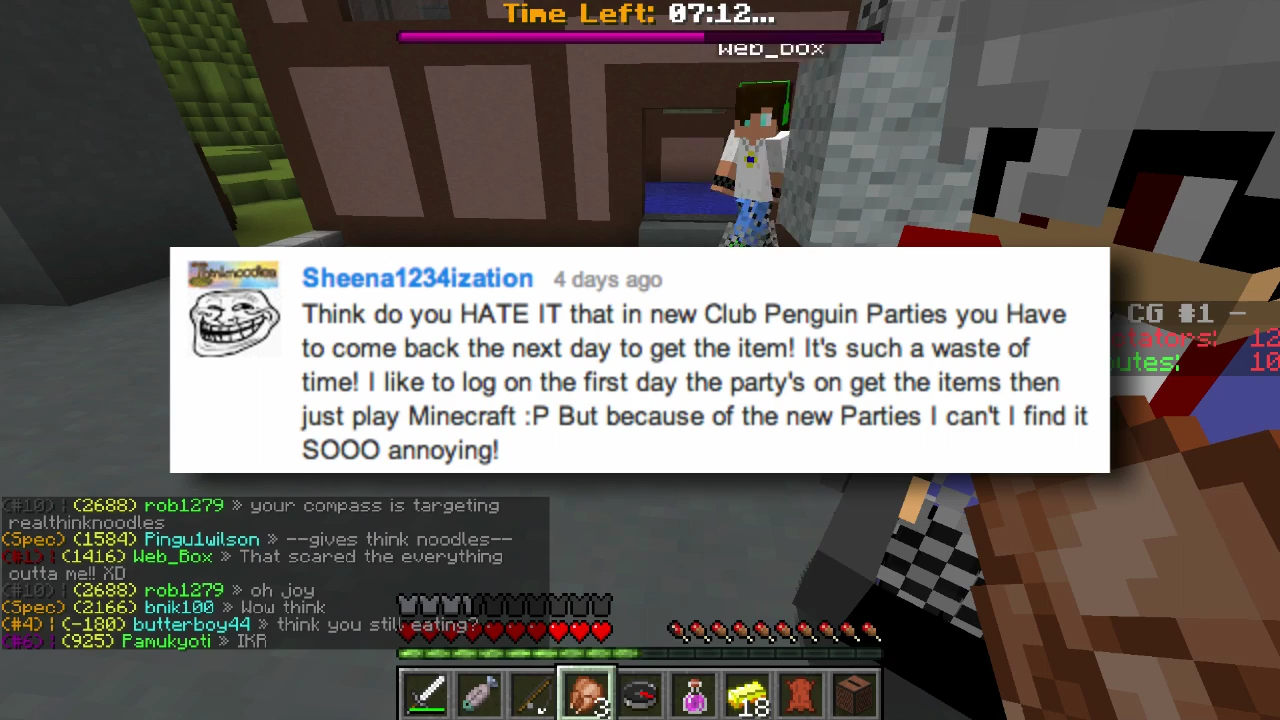 Time Left: 07:12...
Web_Box
Sheena1234ization 4 days ago
Think do you HATE IT that in new Club Penguin Parties you Have
to come back the next day to get the item! It's such a waste of
time! I like to log on the first day the party's on get the items then
just play Minecraft :P But because of the new Parties I can't I find it
SOOO annoying!
CG #1 -
12
10
(#10) | (2688) rob1279 » your compass is targeting
realthinknoodles
(Spec) (1584) Pingu1wilson » --gives think noodles--
(#1) | (1416) Web_Box » That scared the everything
outta me!! XD
(#10) | (2688) rob1279 » oh joy
(Spec) (2166) bnik100 » Wow think
(#4) | (-180) butterboy44 » think you still eating?
(#6) | (925) Pamukyoti » IKR
3
18